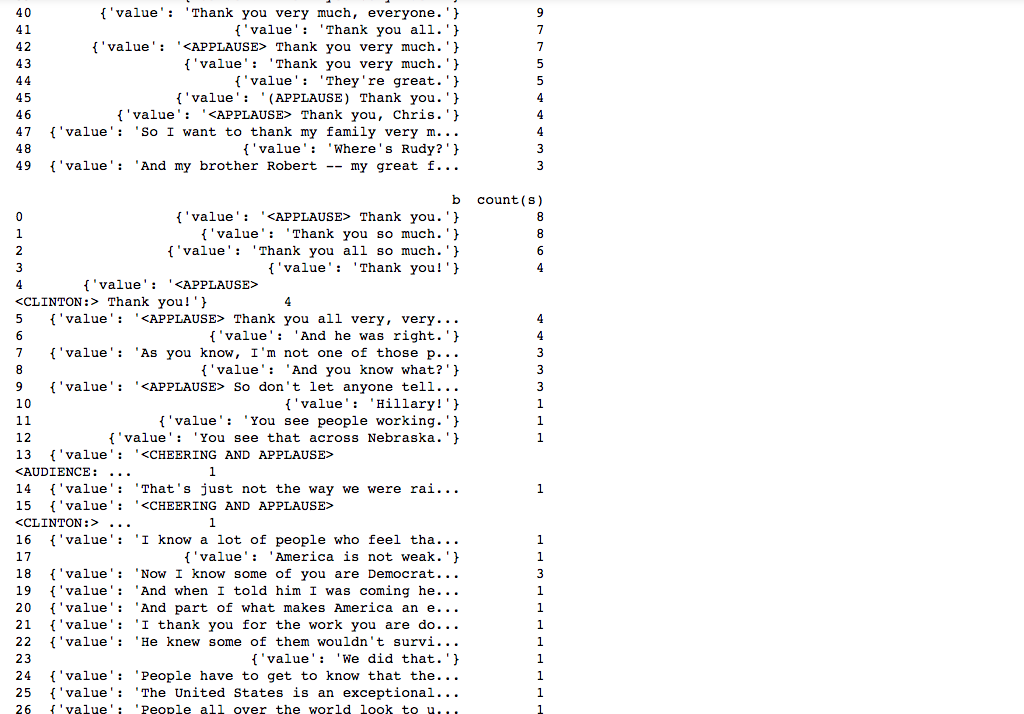 40 {'value': 'Thank you very much, everyone.'} 9
41 {'value': 'Thank you all.'} 7
42 {'value': '<APPLAUSE> Thank you very much.'} 7
43 {'value': 'Thank you very much.'} 5
44 {'value': 'They're great.'} 5
45 {'value': '(APPLAUSE) Thank you.'} 4
46 {'value': '<APPLAUSE> Thank you, Chris.'} 4
47 {'value': 'So I want to thank my family very m... 4
48 {'value': 'Where's Rudy?'} 3
49 {'value': 'And my brother Robert -- my great f... 3
b count(s)
0 {'value': '<APPLAUSE> Thank you.'} 8
1 {'value': 'Thank you so much.'} 8
2 {'value': 'Thank you all so much.'} 6
3 {'value': 'Thank you!'} 4
4 {'value': '<APPLAUSE>
<CLINTON:> Thank you!'} 4
5 {'value': '<APPLAUSE> Thank you all very, very... 4
6 {'value': 'And he was right.'} 4
7 {'value': 'As you know, I'm not one of those p... 3
8 {'value': 'And you know what?'} 3
9 {'value': '<APPLAUSE> So don't let anyone tell... 3
10 {'value': 'Hillary!'} 1
11 {'value': 'You see people working.'} 1
12 {'value': 'You see that across Nebraska.'} 1
13 {'value': '<CHEERING AND APPLAUSE>
<AUDIENCE: ... 1
14 {'value': 'That's just not the way we were rai... 1
15 {'value': '<CHEERING AND APPLAUSE>
<CLINTON:> ... 1
16 {'value': 'I know a lot of people who feel tha... 1
17 {'value': 'America is not weak.'} 1
18 {'value': 'Now I know some of you are Democrat... 3
19 {'value': 'And when I told him I was coming he... 1
20 {'value': 'And part of what makes America an e... 1
21 {'value': 'I thank you for the work you are do... 1
22 {'value': 'He knew some of them wouldn't survi... 1
23 {'value': 'We did that.'} 1
24 {'value': 'People have to get to know that the... 1
25 {'value': 'The United States is an exceptional... 1
26 {'value': 'People all over the world look to u... 1